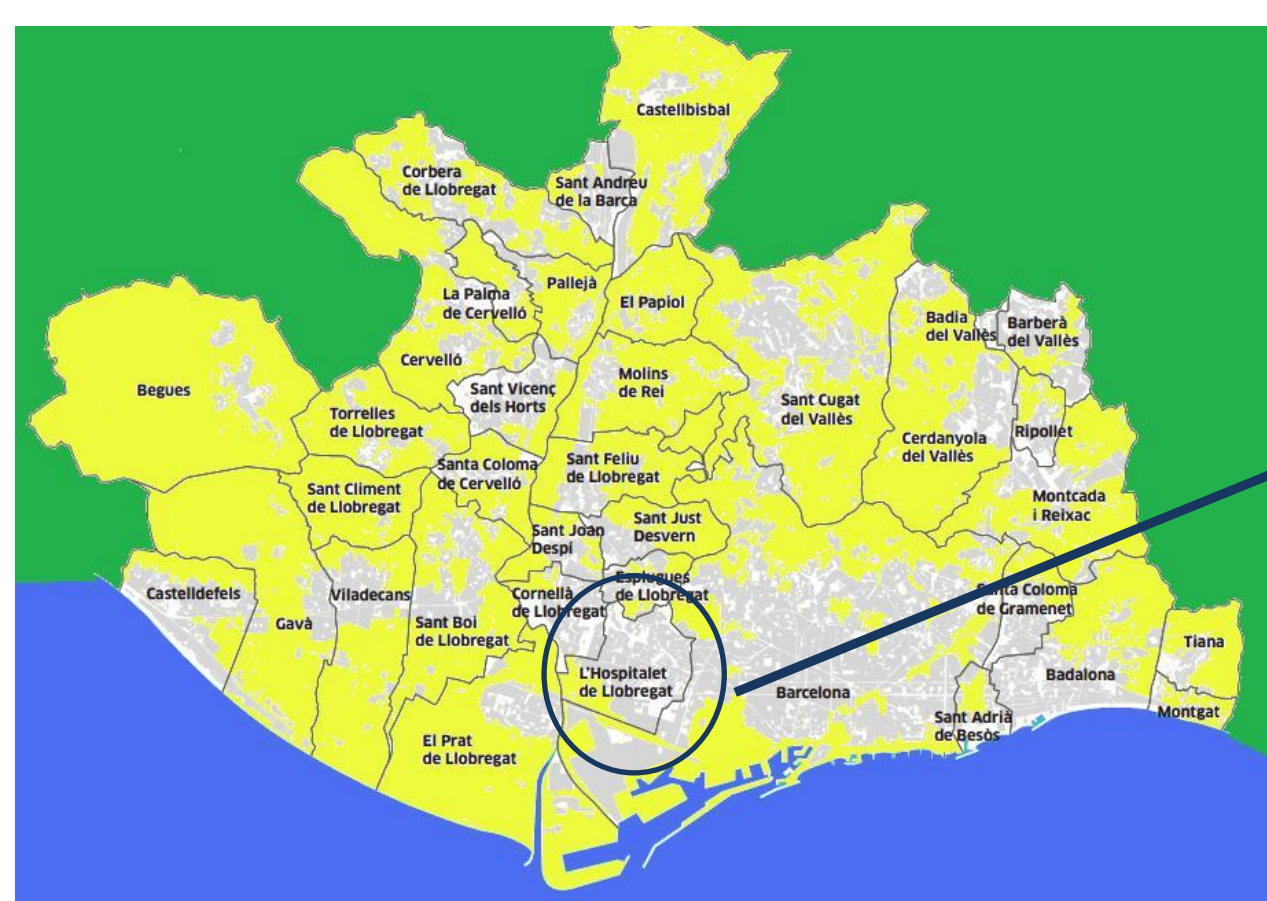 Castellbisbal
Corbera
de Llobregat
Sant Andreu
de la Barca
La Palma
de Cervelló
Pallejà
El Papiol
Badia
del Vallès
Barberà
del Vallès
Begues
Cervelló
Sant Vicenç
dels Horts
Molins
de Rei
Sant Cugat
del Vallès
Torrelles
de Llobregat
Cerdanyola
del Vallès
Ripollet
Santa Coloma
de Cervelló
Sant Feliu
de Llobregat
Sant Climent
de Llobregat
Montcada
i Reixac
Sant Joan
Despí
Sant Just
Desvern
Castelldefels
Gavà
Viladecans
Sant Boi
de Llobregat
Cornellà
de Llobregat
Esplugues
de Llobregat
Santa Coloma
de Gramenet
Tiana
L'Hospitalet
de Llobregat
Barcelona
Badalona
Montgat
Sant Adrià
de Besòs
El Prat
de Llobregat